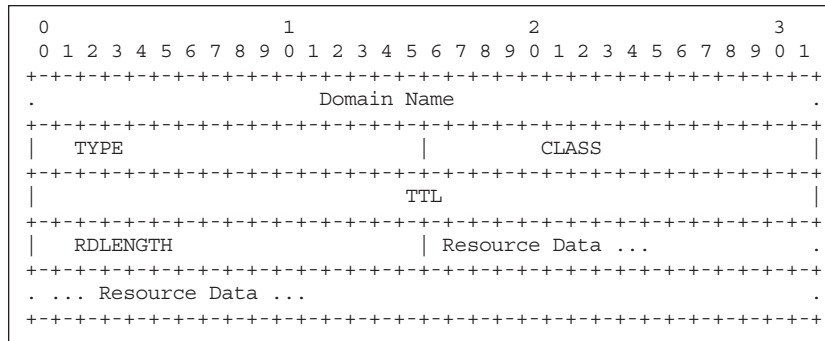 0                   1                   2                   3
 0 1 2 3 4 5 6 7 8 9 0 1 2 3 4 5 6 7 8 9 0 1 2 3 4 5 6 7 8 9 0 1
+-+-+-+-+-+-+-+-+-+-+-+-+-+-+-+-+-+-+-+-+-+-+-+-+-+-+-+-+-+-+-+-+
.                       Domain Name                             .
+-+-+-+-+-+-+-+-+-+-+-+-+-+-+-+-+-+-+-+-+-+-+-+-+-+-+-+-+-+-+-+-+
|   TYPE                        |         CLASS                 |
+-+-+-+-+-+-+-+-+-+-+-+-+-+-+-+-+-+-+-+-+-+-+-+-+-+-+-+-+-+-+-+-+
|                              TTL                              |
+-+-+-+-+-+-+-+-+-+-+-+-+-+-+-+-+-+-+-+-+-+-+-+-+-+-+-+-+-+-+-+-+
|   RDLENGTH                    | Resource Data ...             .
+-+-+-+-+-+-+-+-+-+-+-+-+-+-+-+-+-+-+-+-+-+-+-+-+-+-+-+-+-+-+-+-+
. ... Resource Data ...                                         .
+-+-+-+-+-+-+-+-+-+-+-+-+-+-+-+-+-+-+-+-+-+-+-+-+-+-+-+-+-+-+-+-+